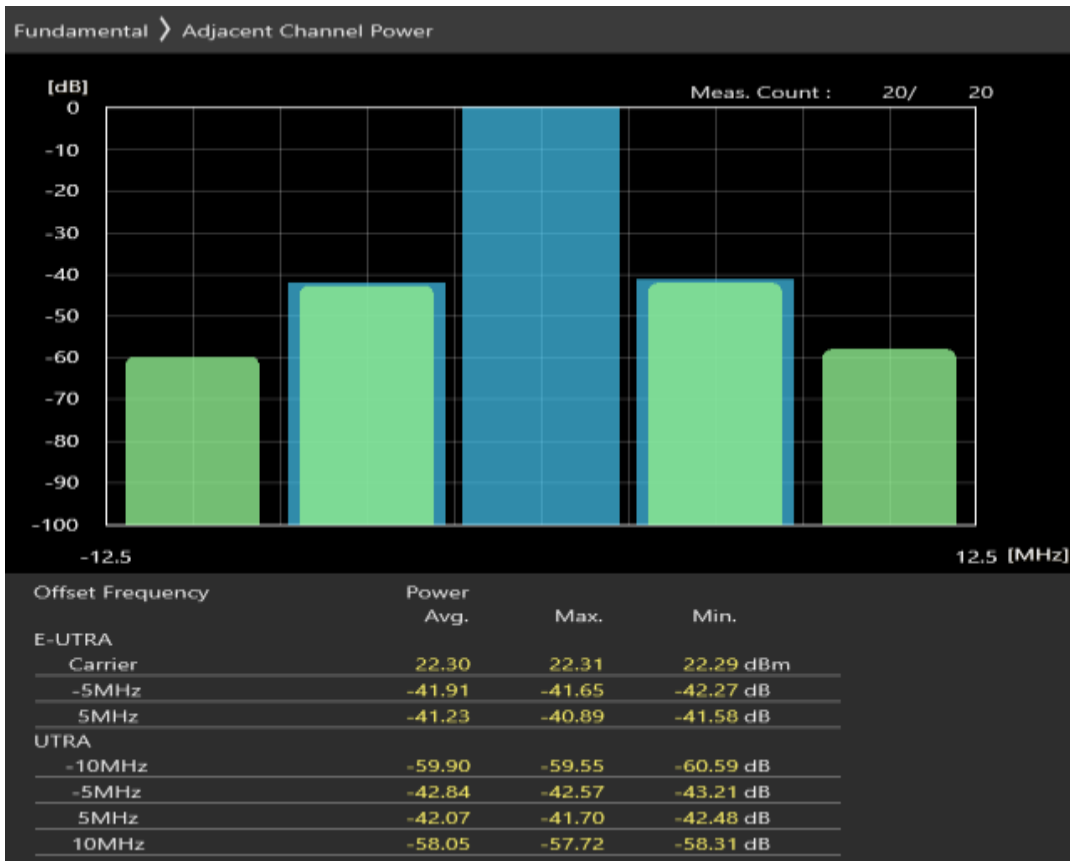 Fundamental 》 Adjacent Channel Power
[dB]
Meas. Count : 20/ 20
0
-10
-20
-30
-40
-50
-60
-70
-80
-90
-100
-12.5 12.5 [MHz]
Offset Frequency Power
Avg. Max. Min.
E-UTRA
Carrier 22.30 22.31 22.29 dBm
-5MHz -41.91 -41.65 -42.27 dB
5MHz -41.23 -40.89 -41.58 dB
UTRA
-10MHz -59.90 -59.55 -60.59 dB
-5MHz -42.84 -42.57 -43.21 dB
5MHz -42.07 -41.70 -42.48 dB
10MHz -58.05 -57.72 -58.31 dB